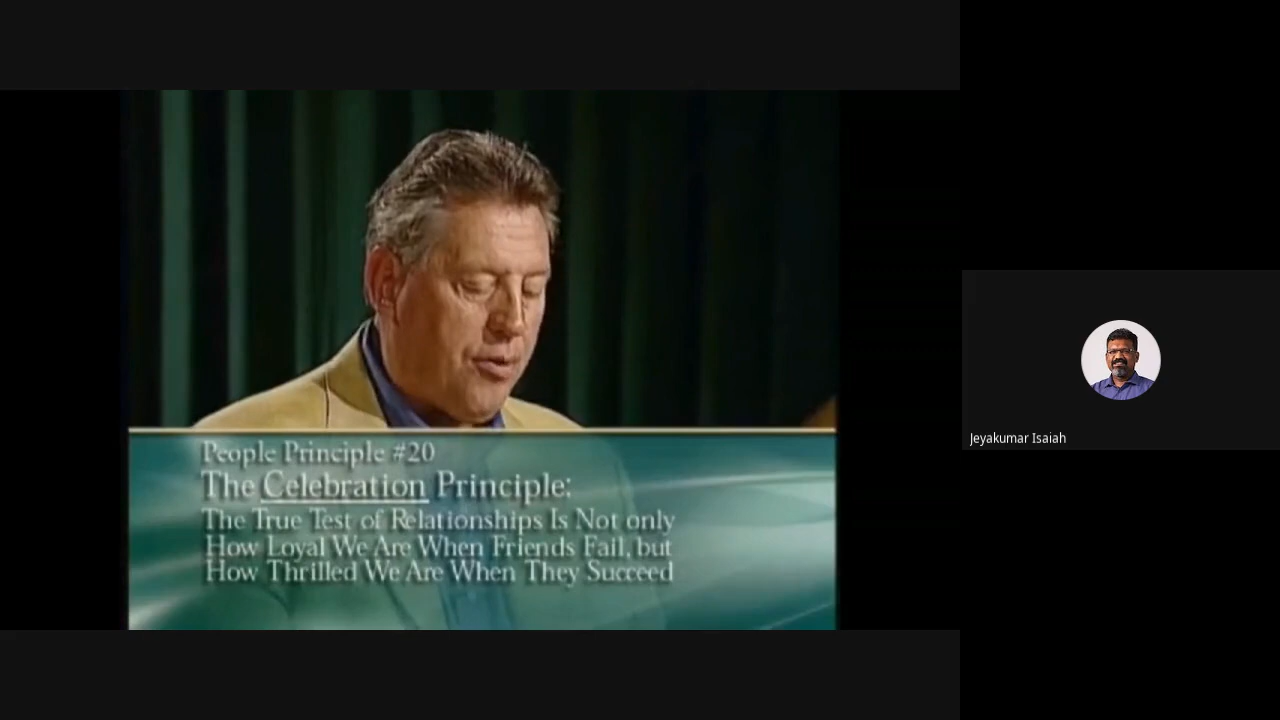 People Principle #20
The Celebration Principle:
The True Test of Relationships Is Not only
How Loyal We Are When Friends Fail, but
How Thrilled We Are When They Succeed
Jeyakumar Isaiah